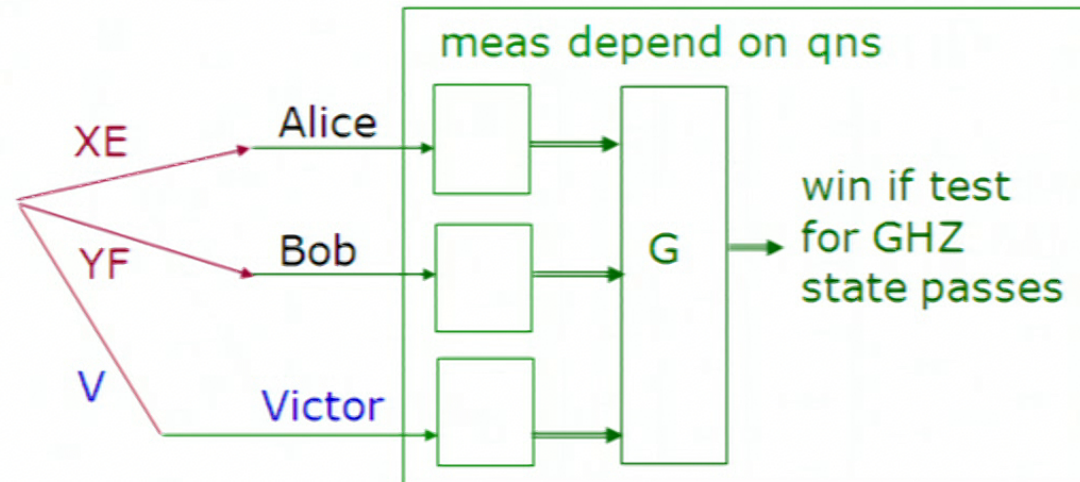 meas depend on qns
XE
Alice
YF
Bob
V
Victor
G
win if test
for GHZ
state passes